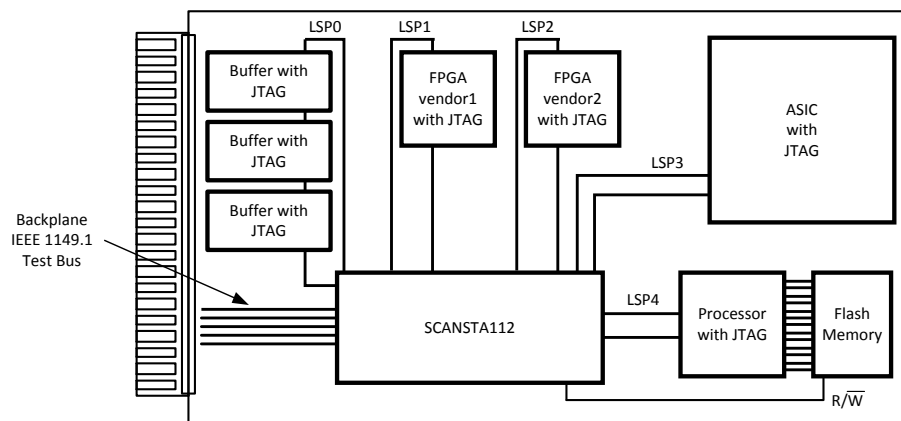 LSP0
LSP1
LSP2
Buffer with
JTAG
Buffer with
JTAG
Buffer with
JTAG
FPGA
vendor1
with JTAG
FPGA
vendor2
with JTAG
ASIC
with
JTAG
LSP3
Backplane
IEEE 1149.1
Test Bus
SCANSTA112
LSP4
Processor
with JTAG
Flash
Memory
R/W̅